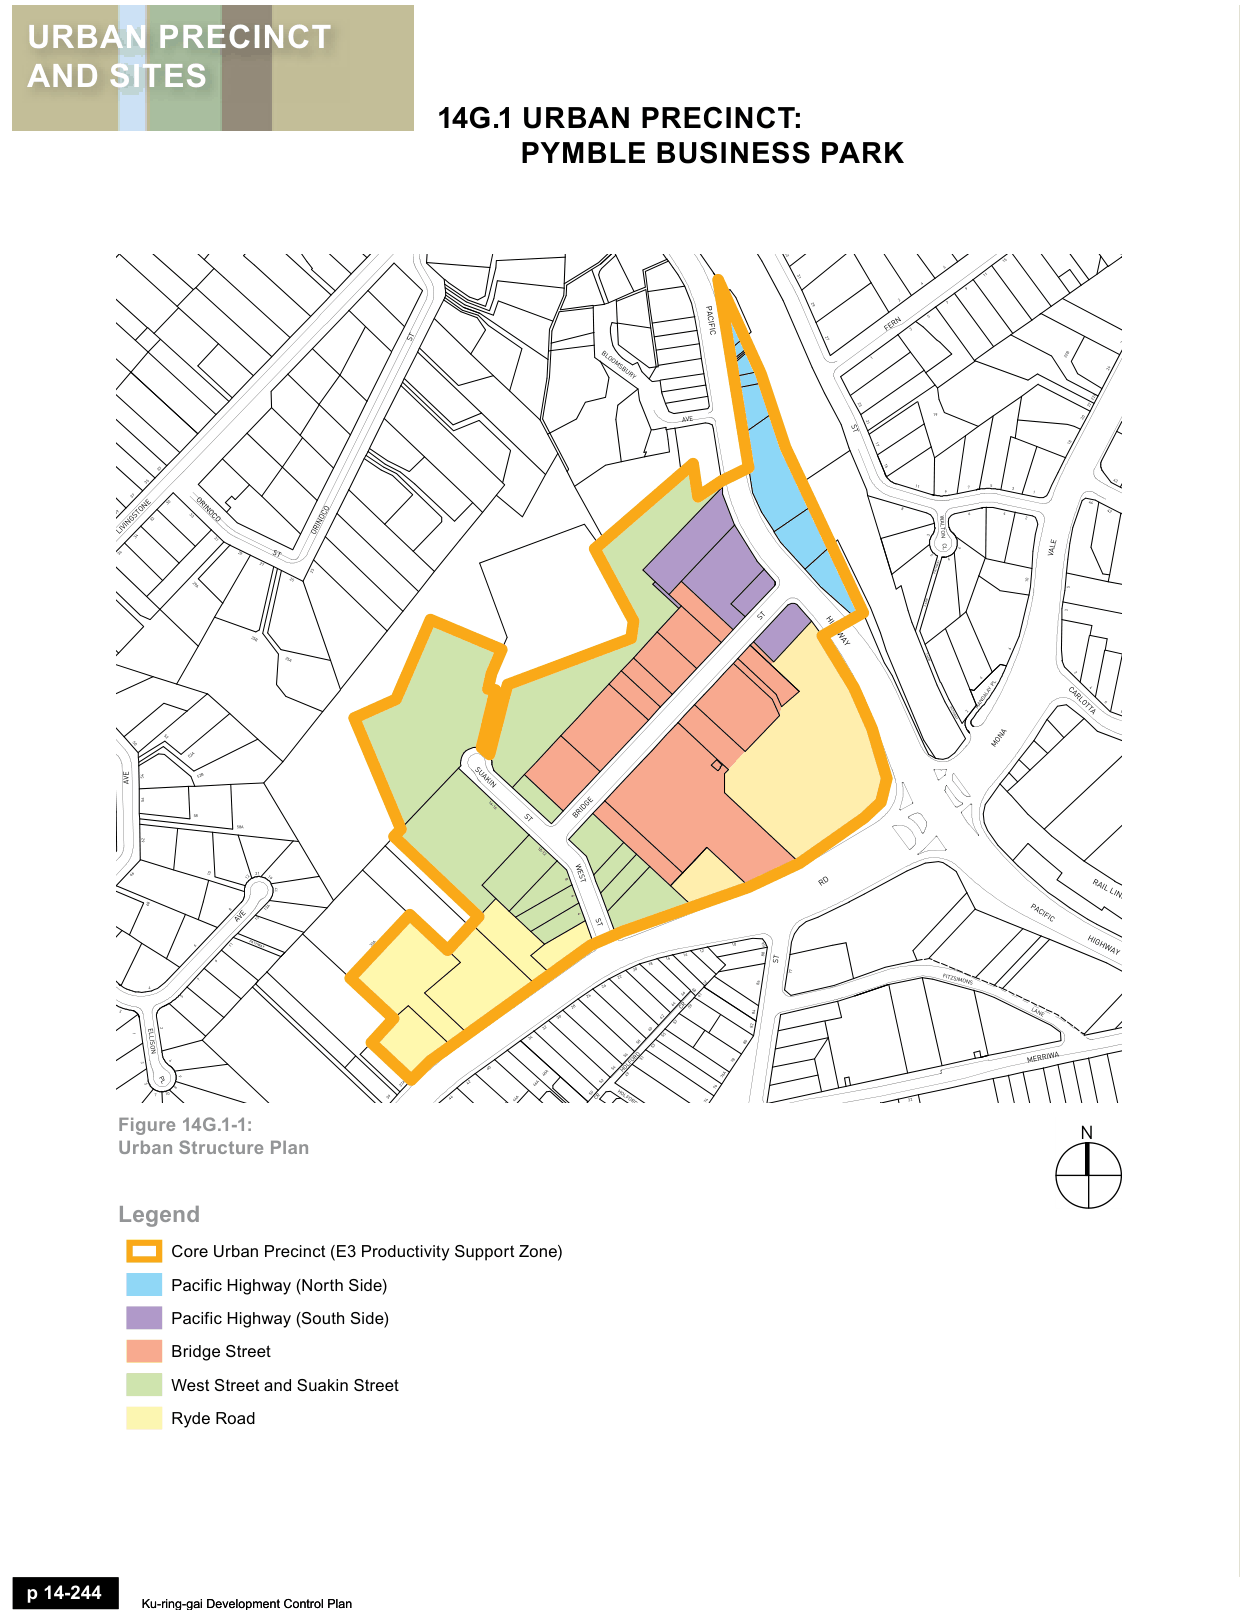 URBAN PRECINCT
AND SITES
14G.1 URBAN PRECINCT:
PYMBLE BUSINESS PARK
PACIFIC
FERN
ST
BLOOMSBURY
AVE
ST
LIVINGSTONE
ORINOCO
ORINOCO
ST
WALTON CL
VALE
ST
HIGHWAY
CARLOTTA
MONA
AVE
SUAKIN
ST
BRIDGE
WEST
ST
RD
RAIL LIN
PACIFIC
HIGHWAY
AVE
ST
FITZSIMONS
LANE
MERRIWA
ELLISON
PL
Figure 14G.1-1:
Urban Structure Plan
N
Legend
Core Urban Precinct (E3 Productivity Support Zone)
Pacific Highway (North Side)
Pacific Highway (South Side)
Bridge Street
West Street and Suakin Street
Ryde Road
p 14-244
Ku-ring-gai Development Control Plan